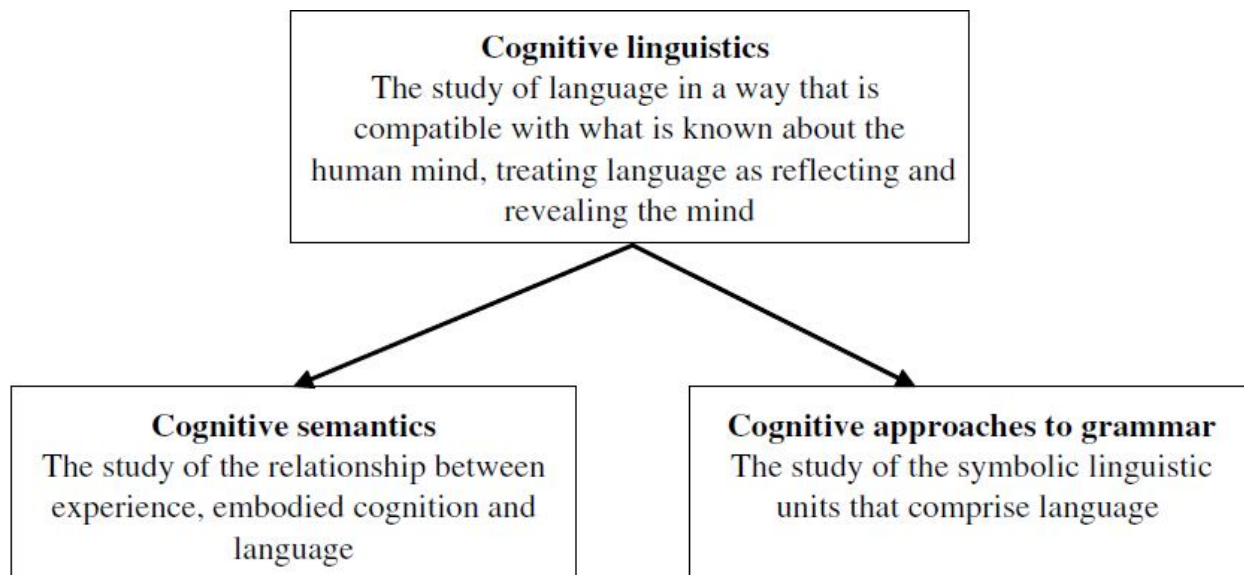 Cognitive linguistics
The study of language in a way that is
compatible with what is known about the
human mind, treating language as reflecting and
revealing the mind
Cognitive semantics
The study of the relationship between
experience, embodied cognition and
language
Cognitive approaches to grammar
The study of the symbolic linguistic
units that comprise language